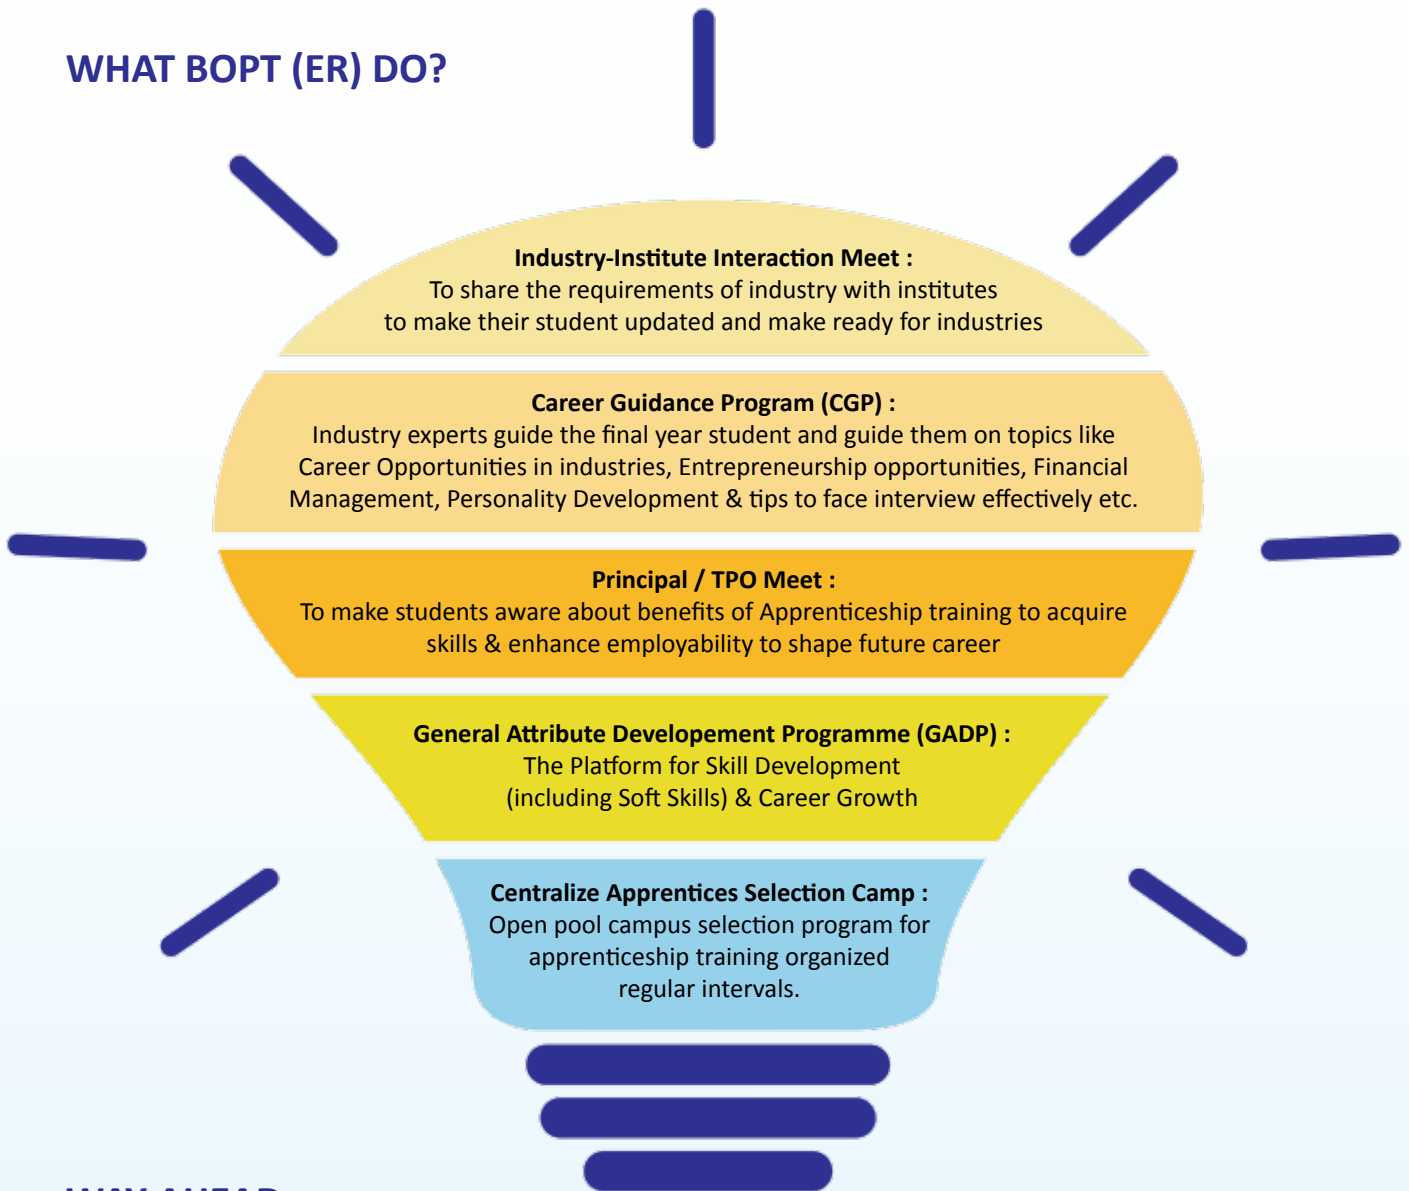 WHAT BOPT (ER) DO?
Industry-Institute Interaction Meet :
To share the requirements of industry with institutes
to make their student updated and make ready for industries
Career Guidance Program (CGP) :
Industry experts guide the final year student and guide them on topics like
Career Opportunities in industries, Entrepreneurship opportunities, Financial
Management, Personality Development & tips to face interview effectively etc.
Principal / TPO Meet :
To make students aware about benefits of Apprenticeship training to acquire
skills & enhance employability to shape future career
General Attribute Developement Programme (GADP) :
The Platform for Skill Development
(including Soft Skills) & Career Growth
Centralize Apprentices Selection Camp :
Open pool campus selection program for
apprenticeship training organized
regular intervals.
WAY AHEAD